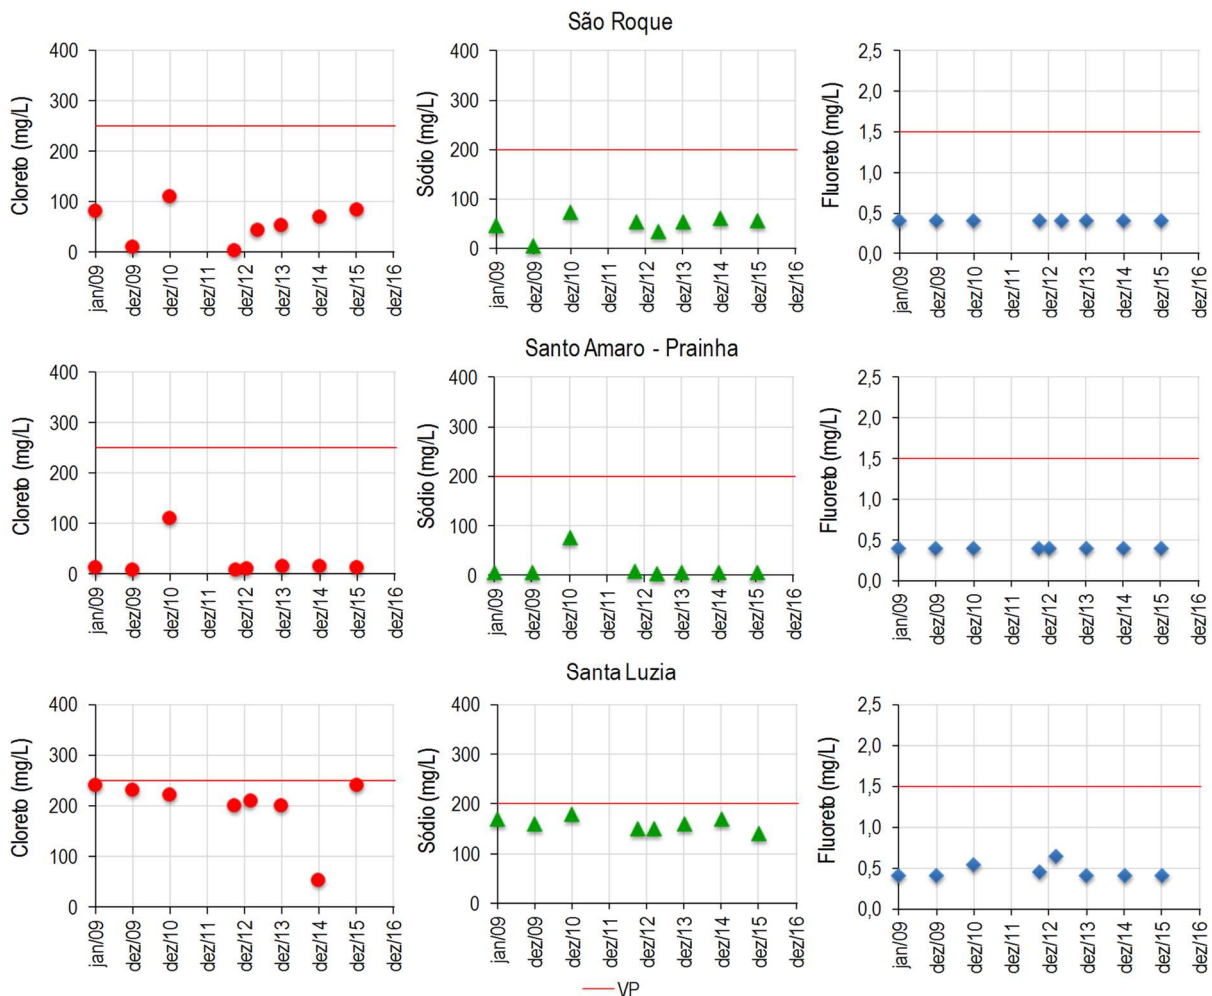 São Roque
Cloreto (mg/L)
400
300
200
100
0
jan/09
dez/09
dez/10
dez/11
dez/12
dez/13
dez/14
dez/15
dez/16
Sódio (mg/L)
400
300
200
100
0
jan/09
dez/09
dez/10
dez/11
dez/12
dez/13
dez/14
dez/15
dez/16
Fluoreto (mg/L)
2,5
2,0
1,5
1,0
0,5
0,0
jan/09
dez/09
dez/10
dez/11
dez/12
dez/13
dez/14
dez/15
dez/16
Santo Amaro - Prainha
Cloreto (mg/L)
400
300
200
100
0
jan/09
dez/09
dez/10
dez/11
dez/12
dez/13
dez/14
dez/15
dez/16
Sódio (mg/L)
400
300
200
100
0
jan/09
dez/09
dez/10
dez/11
dez/12
dez/13
dez/14
dez/15
dez/16
Fluoreto (mg/L)
2,5
2,0
1,5
1,0
0,5
0,0
jan/09
dez/09
dez/10
dez/11
dez/12
dez/13
dez/14
dez/15
dez/16
Santa Luzia
Cloreto (mg/L)
400
300
200
100
0
jan/09
dez/09
dez/10
dez/11
dez/12
dez/13
dez/14
dez/15
dez/16
Sódio (mg/L)
400
300
200
100
0
jan/09
dez/09
dez/10
dez/11
dez/12
dez/13
dez/14
dez/15
dez/16
Fluoreto (mg/L)
2,5
2,0
1,5
1,0
0,5
0,0
jan/09
dez/09
dez/10
dez/11
dez/12
dez/13
dez/14
dez/15
dez/16
VP